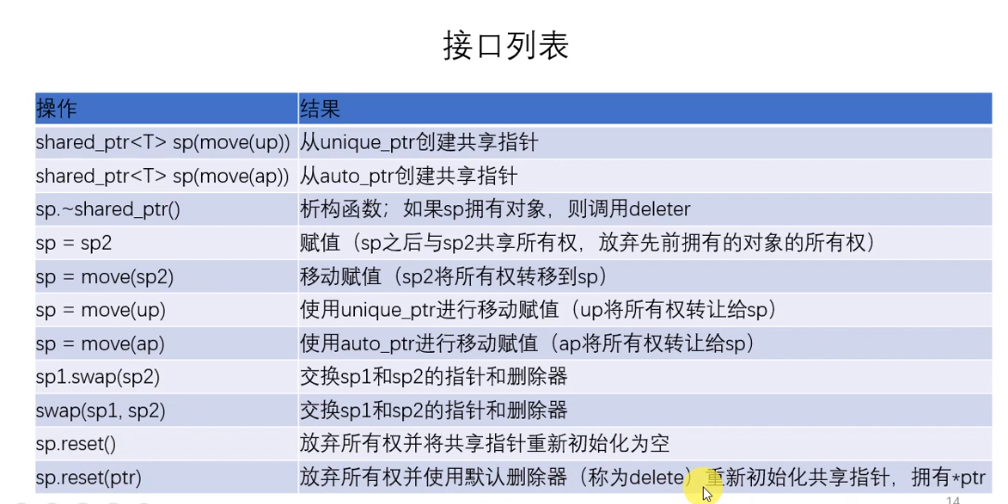 接口列表
操作 结果
shared_ptr<T> sp(move(up)) 从unique_ptr创建共享指针
shared_ptr<T> sp(move(ap)) 从auto_ptr创建共享指针
sp.~shared_ptr() 析构函数；如果sp拥有对象，则调用deleter
sp = sp2 赋值（sp之后与sp2共享所有权，放弃先前拥有的对象的所有权）
sp = move(sp2) 移动赋值（sp2将所有权转移到sp）
sp = move(up) 使用unique_ptr进行移动赋值（up将所有权转让给sp）
sp = move(ap) 使用auto_ptr进行移动赋值（ap将所有权转让给sp）
sp1.swap(sp2) 交换sp1和sp2的指针和删除器
swap(sp1, sp2) 交换sp1和sp2的指针和删除器
sp.reset() 放弃所有权并将共享指针重新初始化为空
sp.reset(ptr) 放弃所有权并使用默认删除器（称为delete）重新初始化共享指针，拥有*ptr
14